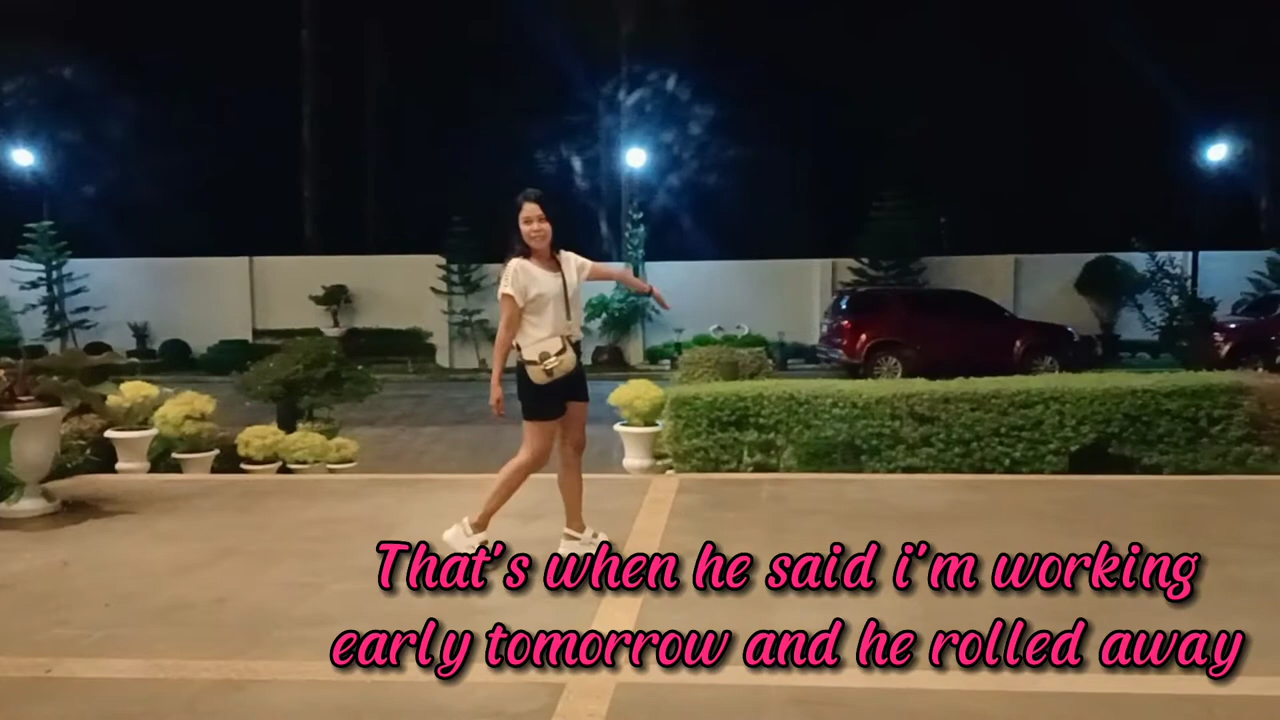 That's when he said i'm working
early tomorrow and he rolled away